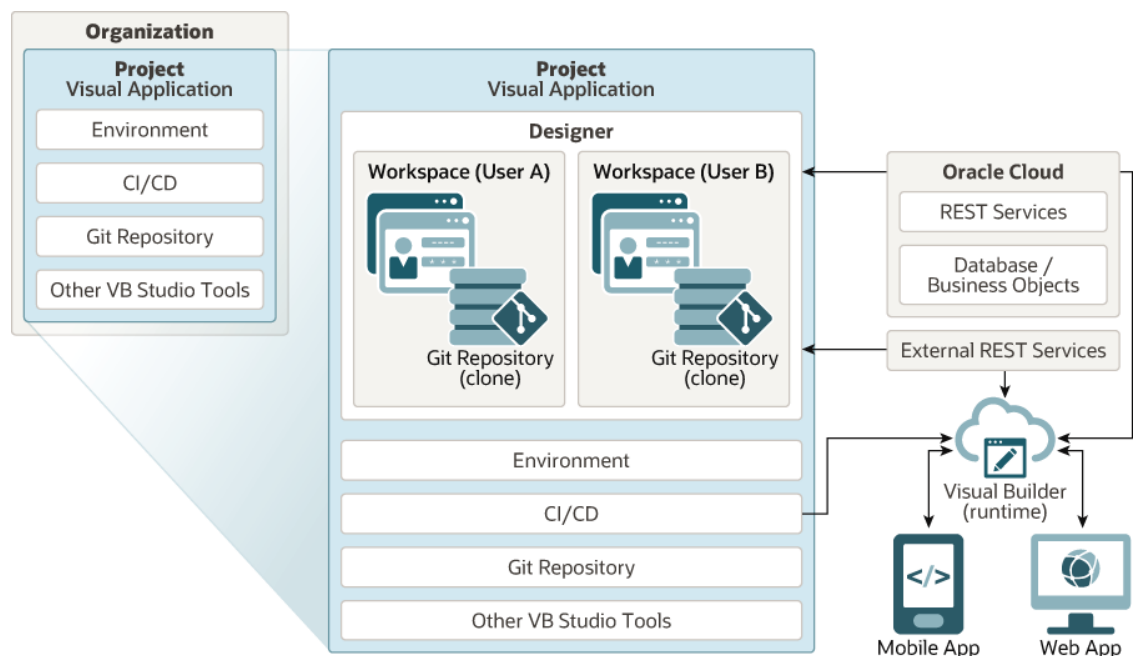 Organization
Project
Visual Application
Environment
CI/CD
Git Repository
Other VB Studio Tools
Project
Visual Application
Designer
Workspace (User A)
Git Repository
(clone)
Workspace (User B)
Git Repository
(clone)
Environment
CI/CD
Git Repository
Other VB Studio Tools
Oracle Cloud
REST Services
Database /
Business Objects
External REST Services
Visual Builder
(runtime)
</>
Mobile App
Web App